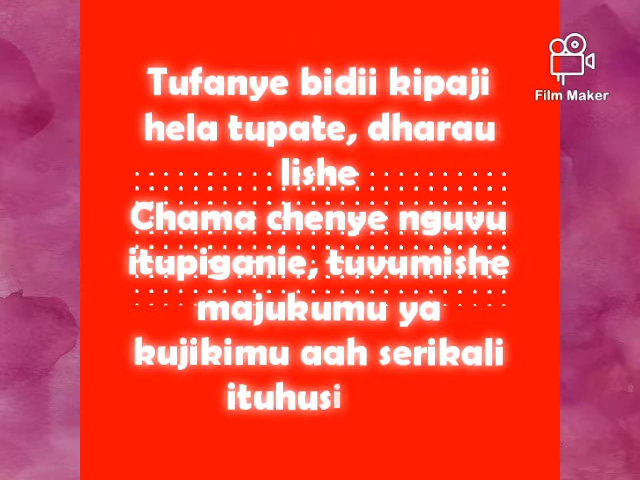 Tufanye bidii kipaji
hela tupate, dharau
lishe
Chama chenye nguvu
itupiganie, tuvumishe
majukumu ya
kujikimu aah serikali
ituhusi
Film Maker